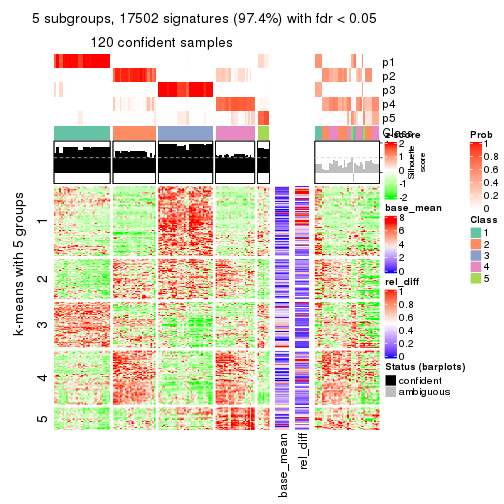 5 subgroups, 17502 signatures (97.4%) with fdr < 0.05
120 confident samples
p1
p2
p3
p4
p5
Class
Silhouette
score
k-means with 5 groups
1
2
3
4
5
base_mean
rel_diff
z-score
2
1
0
-1
-2
base_mean
8
6
4
2
0
rel_diff
1
0.8
0.6
0.4
0.2
0
Status (barplots)
confident
ambiguous
Prob
1
0.8
0.6
0.4
0.2
0
Class
1
2
3
4
5